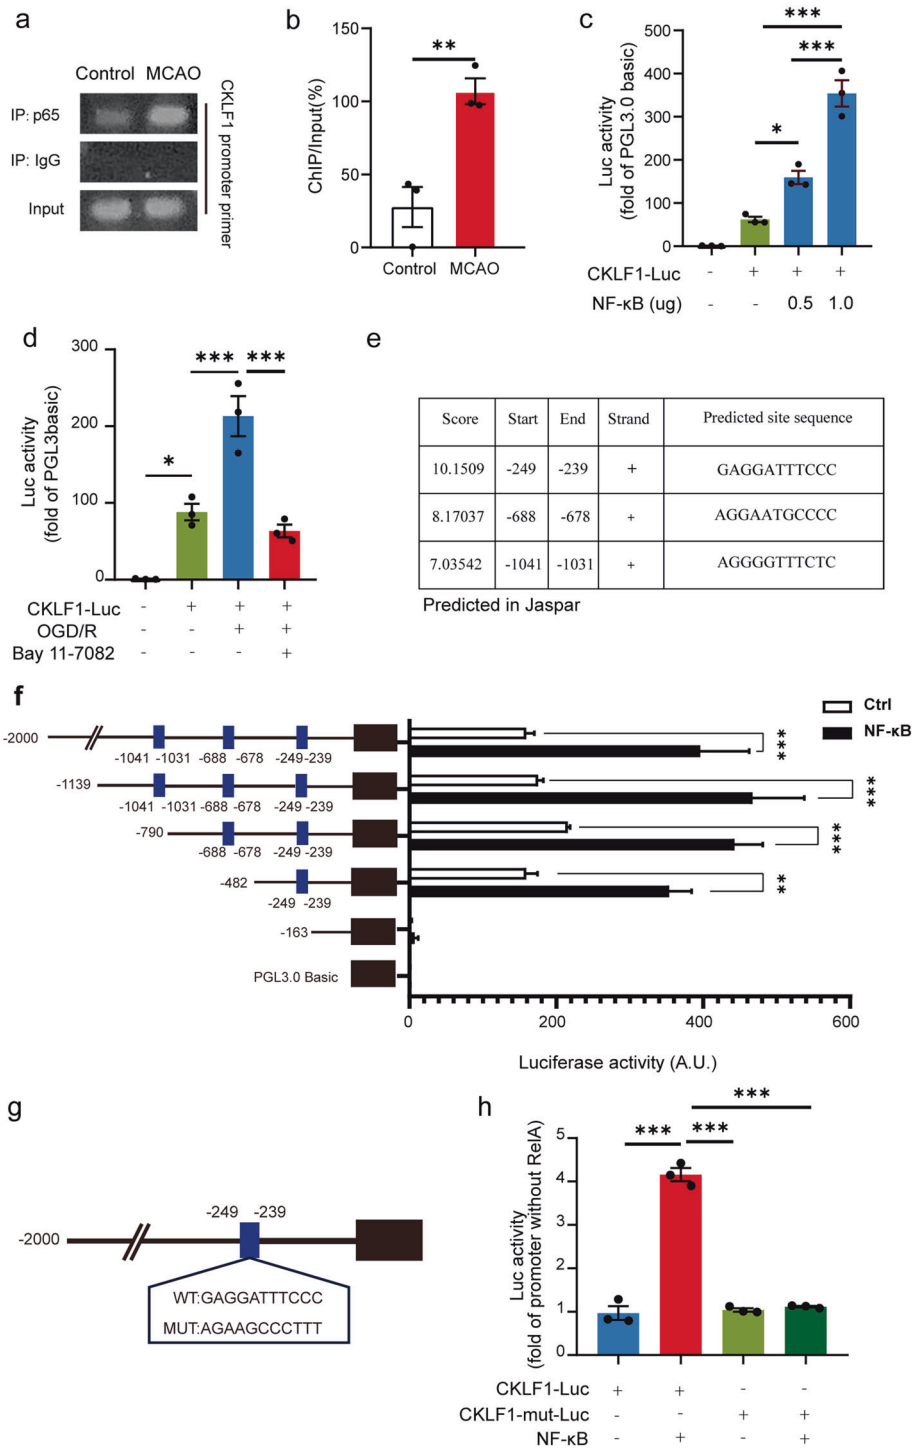 a
Control MCAO
IP: p65
IP: IgG
Input
CKLF1 promoter primer
b
ChIP/Input(%)
150
100
50
0
**
Control MCAO
c
Luc activity
(fold of PGL3.0 basic)
500
400
300
200
100
0
***
***
*
CKLF1-Luc - + + +
NF-κB (ug) - - 0.5 1.0
d
Luc activity
(fold of PGL3basic)
300
200
100
0
*** ***
*
CKLF1-Luc - + + +
OGD/R - - + +
Bay 11-7082 - - - +
e
Score Start End Strand Predicted site sequence
10.1509 -249 -239 + GAGGATTTCCC
8.17037 -688 -678 + AGGAATGCCCC
7.03542 -1041 -1031 + AGGGGTTTCTC
Predicted in Jaspar
f
Ctrl
NF-κB
-2000
-1041 -1031 -688 -678 -249-239
***
-1139
-1041 -1031 -688 -678 -249 -239
***
-790
-688 -678 -249 -239
***
-482
-249 -239
**
-163
PGL3.0 Basic
0 200 400 600
Luciferase activity (A.U.)
g
-249 -239
-2000
WT:GAGGATTTCCC
MUT:AGAAGCCCTTT
h
Luc activity
(fold of promoter without RelA)
5
4
3
2
1
0
***
*** ***
CKLF1-Luc + + - -
CKLF1-mut-Luc - - + +
NF-κB - + - +